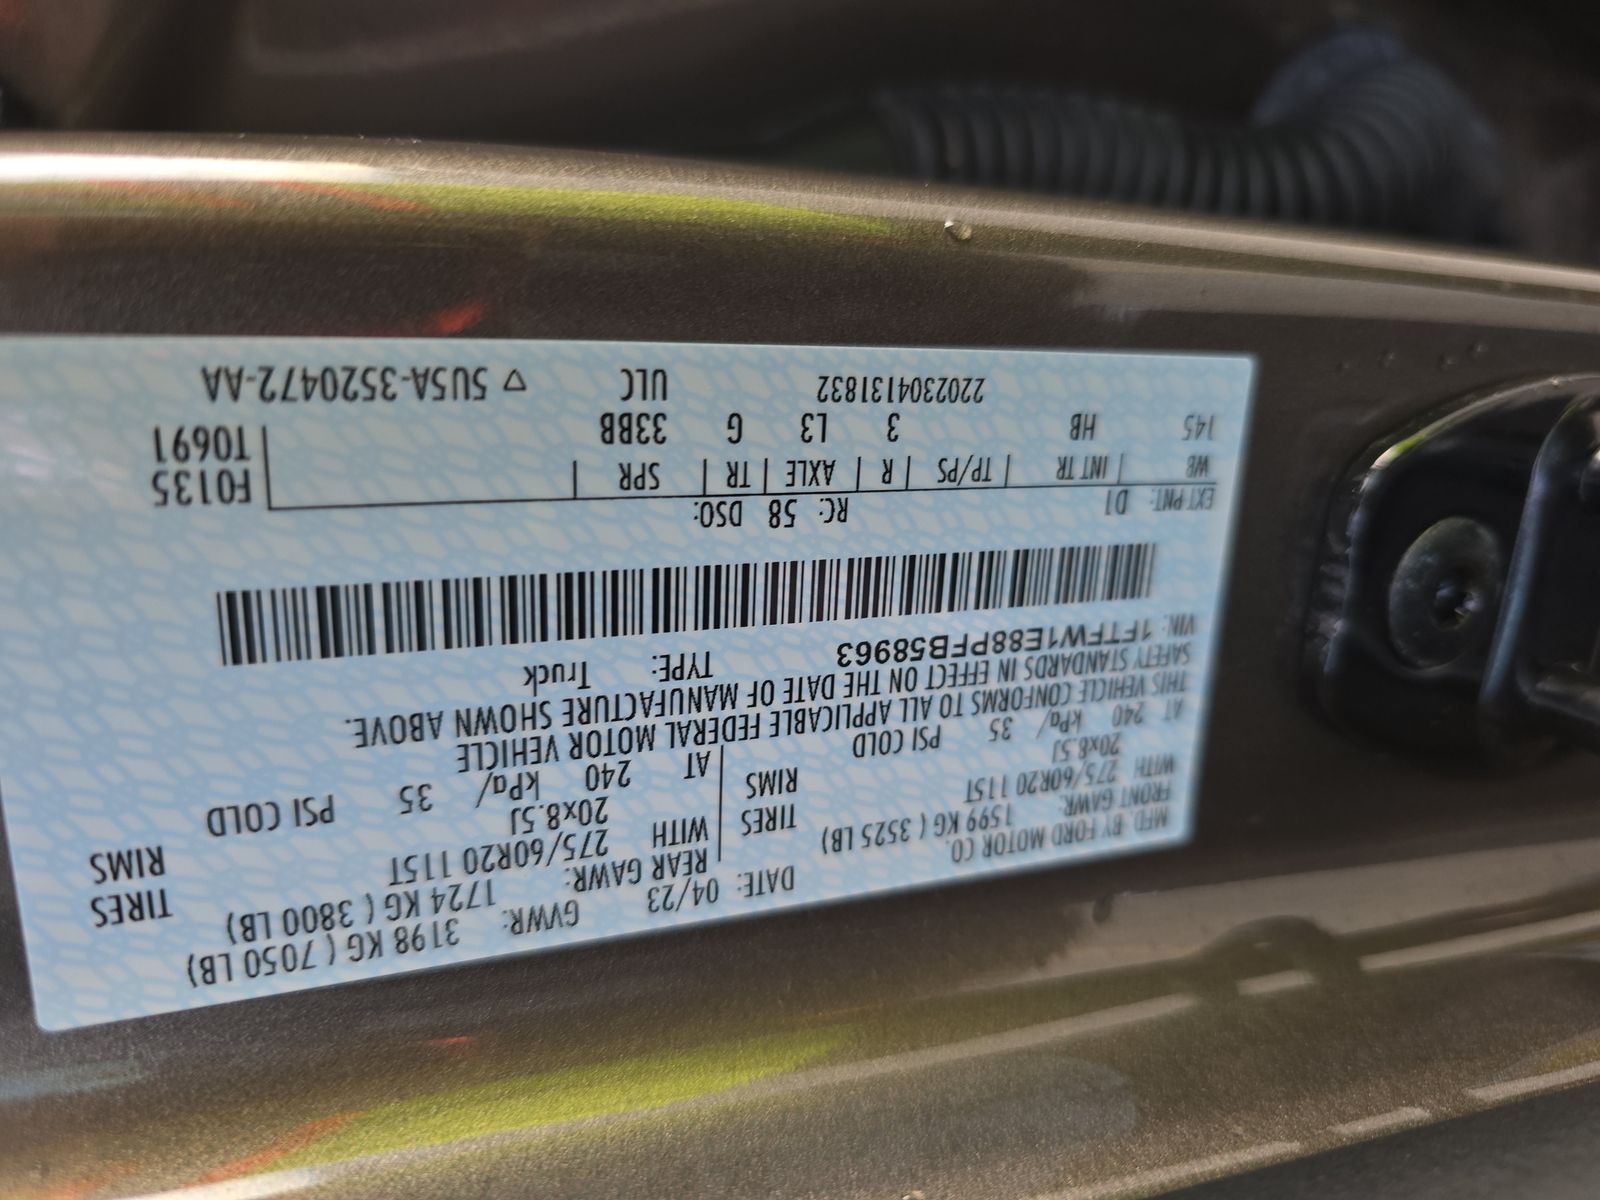 MFD. BY FORD MOTOR CO.
DATE: 04/23 GVWR: 3198 KG ( 7050 LB)
FRONT GAWR: 1599 KG ( 3525 LB)
REAR GAWR: 1724 KG ( 3800 LB)
WITH 275/60R20 115T TIRES
WITH 275/60R20 115T TIRES
20x8.5J RIMS
20x8.5J RIMS
AT 240 kPa/ 35 PSI COLD
AT 240 kPa/ 35 PSI COLD
THIS VEHICLE CONFORMS TO ALL APPLICABLE FEDERAL MOTOR VEHICLE
SAFETY STANDARDS IN EFFECT ON THE DATE OF MANUFACTURE SHOWN ABOVE.
VIN: 1FTFW1E88PFB58963 TYPE: Truck
EXT PNT: D1 RC: 58 DSO: F0135
WB | INT TR | TP/PS | R | AXLE | TR | SPR T0691
145 HB 3 L3 G 33BB
220230413183​2 ULC ▽ 5U5A-3520472-AA